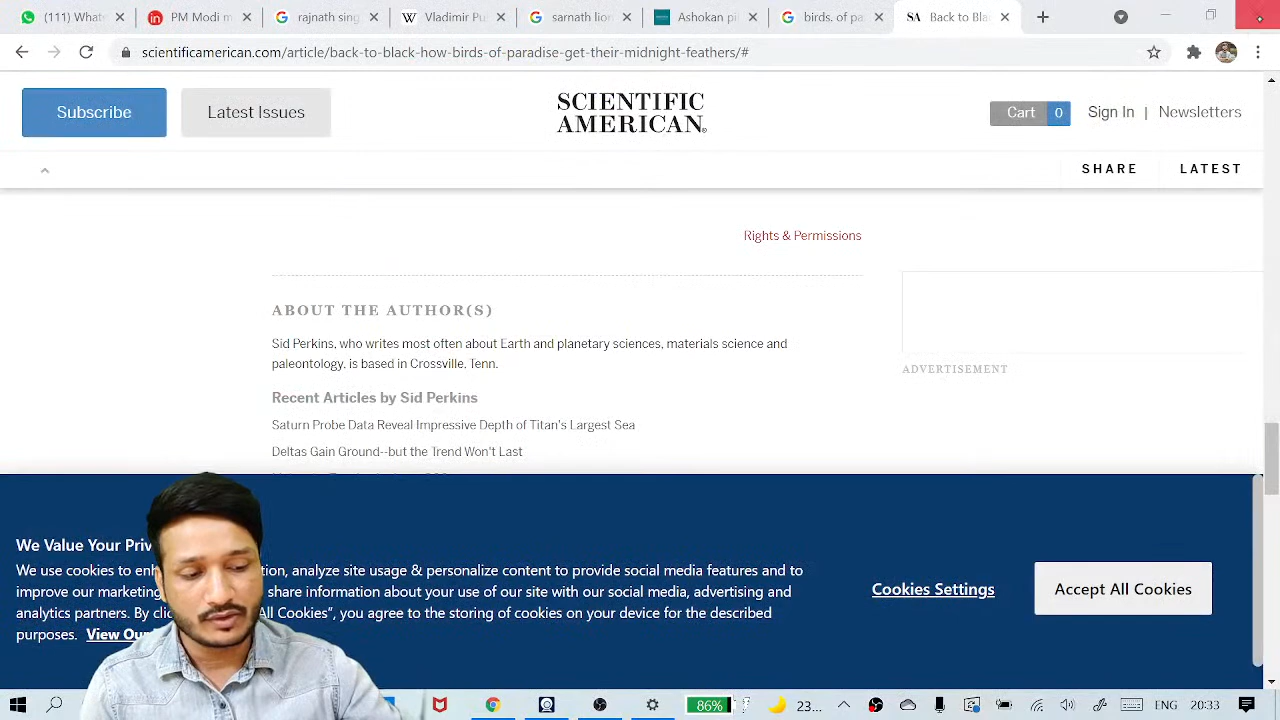 (111) Wh
PM Modi
rajnath sing
Vladimir Pu
sarnath lion
Ashokan pi
birds
SA Back to Bla
scientificamerican.com/article/back-to-black-how-birds-of-paradise-get-their-midnight-feathers/#
Subscribe
Latest Issues
SCIENTIFIC
AMERICAN®
Cart 0
Sign In | Newsletters
SHARE
LATEST
Rights & Permissions
ABOUT THE AUTHOR(S)
Sid Perkins, who writes most often about Earth and planetary sciences, materials science and
paleontology, is based in Crossville, Tenn.
Recent Articles by Sid Perkins
Saturn Probe Data Reveal Impressive Depth of Titan's Largest Sea
Deltas Gain Ground--but the Trend Won't Last
ADVERTISEMENT
We Value Your Priv
We use cookies to enh tion, analyze site usage & personalize content to provide social media features and to
improve our marketing information about your use of our site with our social media, advertising and
analytics partners. By cli All Cookies", you agree to the storing of cookies on your device for the described
purposes. View Our
Cookies Settings
Accept All Cookies
86%
23...
ENG
20:33